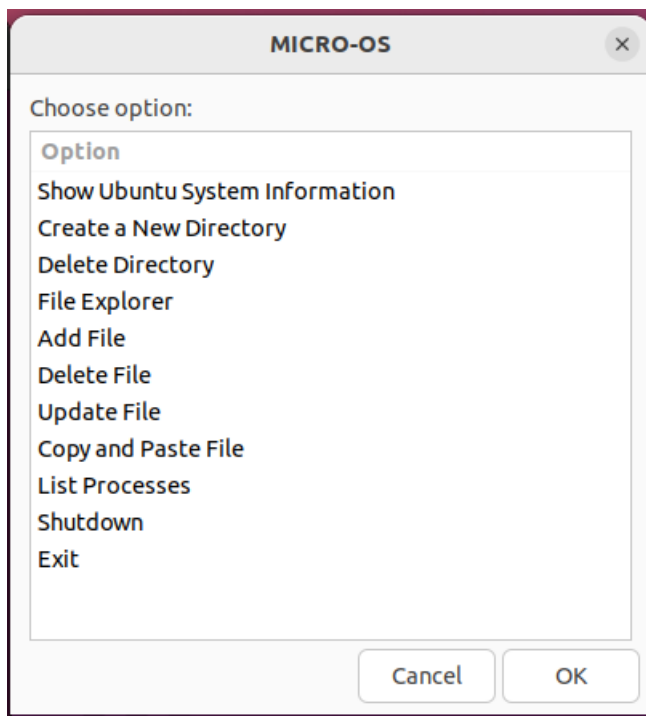 MICRO-OS
Choose option:
Option
Show Ubuntu System Information
Create a New Directory
Delete Directory
File Explorer
Add File
Delete File
Update File
Copy and Paste File
List Processes
Shutdown
Exit
Cancel OK